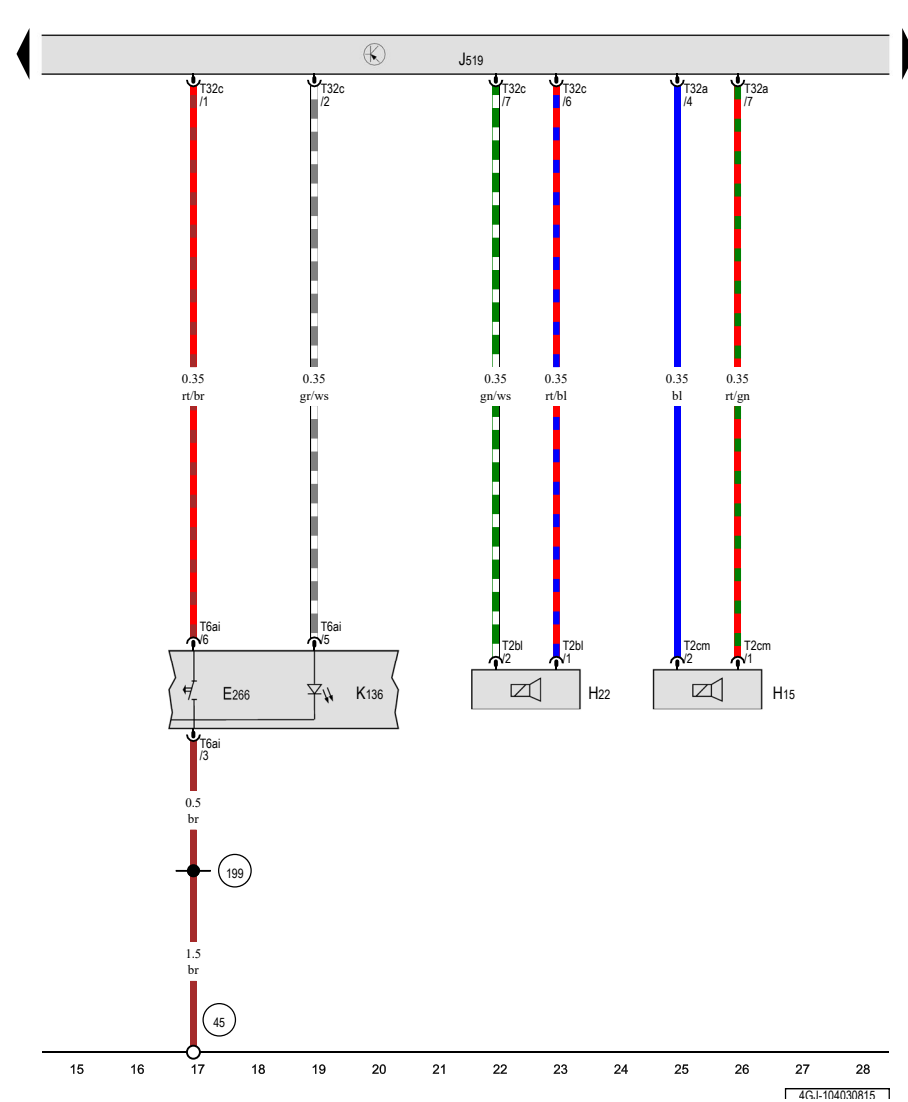 J519
T32c T32c T32c T32c T32a T32a
/1 /2 /7 /6 /4 /7
0.35 0.35 0.35 0.35 0.35 0.35
rt/br gr/ws gn/ws rt/bl bl rt/gn
T6ai T6ai
/6 /5
T2bl T2bl T2cm T2cm
/2 /1 /2 /1
E266 K136 H22 H15
T6ai
/3
0.5
br
199
1.5
br
45
15 16 17 18 19 20 21 22 23 24 25 26 27 28
4GJ-104030815